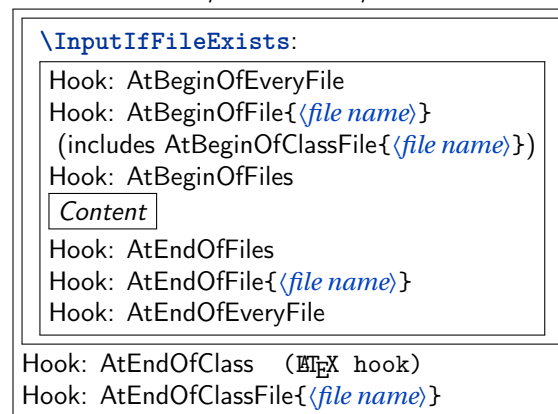 \InputIfFileExists:
Hook: AtBeginOfEveryFile
Hook: AtBeginOfFile{⟨file name⟩}
(includes AtBeginOfClassFile{⟨file name⟩})
Hook: AtBeginOfFiles
Content
Hook: AtEndOfFiles
Hook: AtEndOfFile{⟨file name⟩}
Hook: AtEndOfEveryFile
Hook: AtEndOfClass (LATEX hook)
Hook: AtEndOfClassFile{⟨file name⟩}